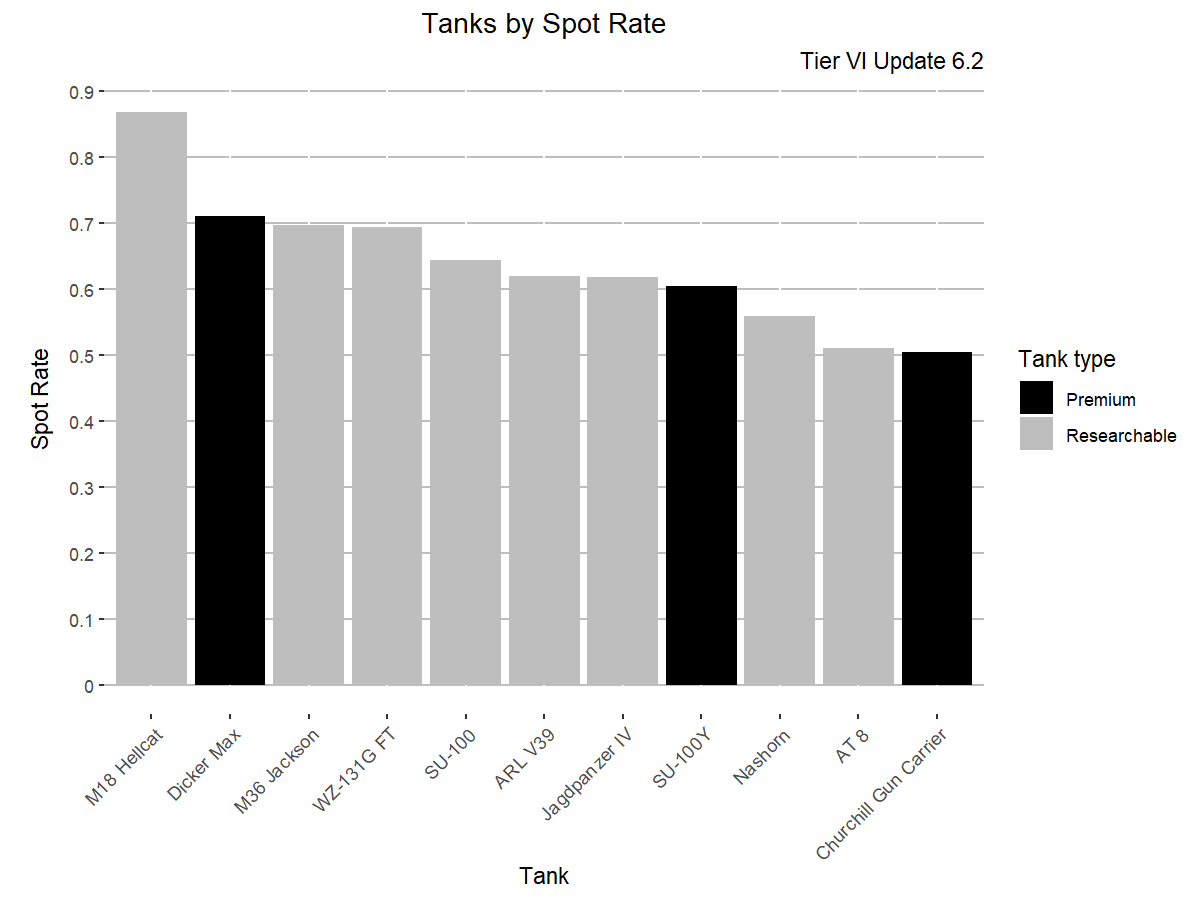 Tanks by Spot Rate
Tier VI Update 6.2
0.9
0.8
0.7
0.6
0.5
0.4
0.3
0.2
0.1
0
Spot Rate
M18 Hellcat
Dicker Max
M36 Jackson
WZ-131G FT
SU-100
ARL V39
Jagdpanzer IV
SU-100Y
Nashorn
AT 8
Churchill Gun Carrier
Tank
Tank type
Premium
Researchable